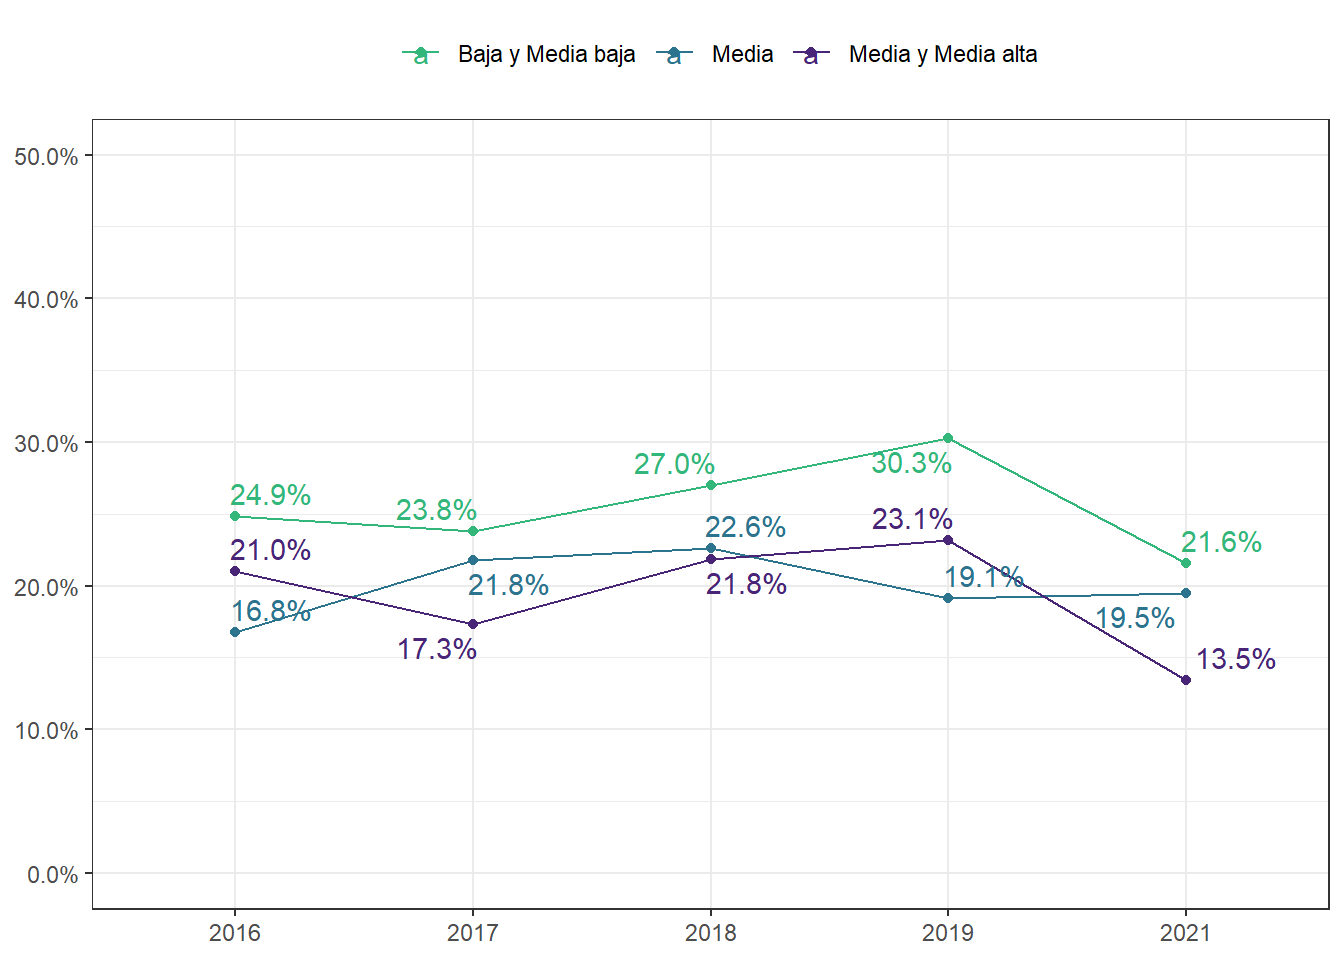 a Baja y Media baja a Media a Media y Media alta
50.0%
40.0%
30.0%
27.0% 30.3%
24.9% 23.8% 23.1%
22.6% 21.6%
21.0%
20.0% 21.8% 21.8% 19.1%
16.8% 19.5%
17.3% 13.5%
10.0%
0.0%
2016 2017 2018 2019 2021